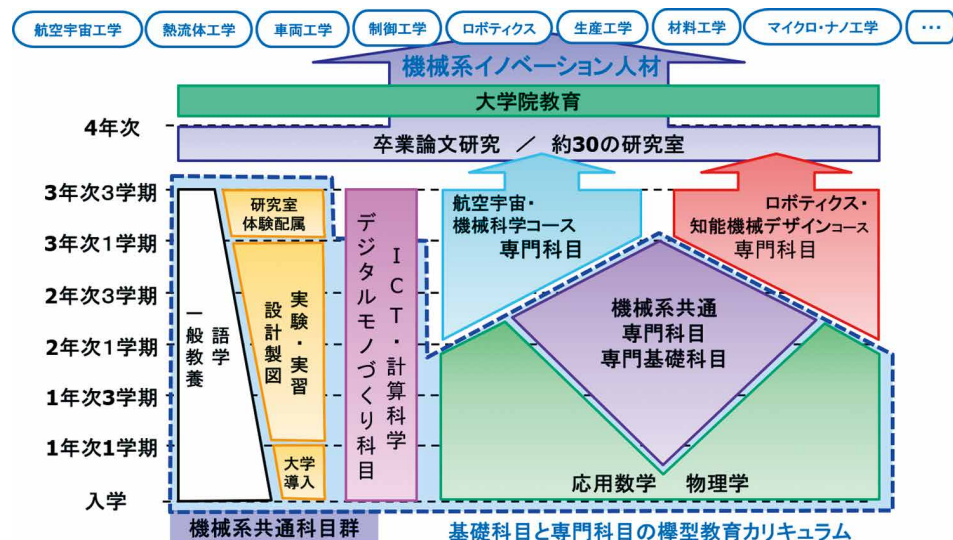 航空宇宙工学
熱流体工学
車両工学
制御工学
ロボティクス
生産工学
材料工学
マイクロ・ナノ工学
…
機械系イノベーション人材
大学院教育
4年次
卒業論文研究 ／ 約30の研究室
3年次3学期
3年次1学期
2年次3学期
2年次1学期
1年次3学期
1年次1学期
入学
一般教養
語学
研究室
体験配属
設計製図
実験・実習
大学
導入
デジタルモノづくり科目
ICT・計算科学
航空宇宙・
機械科学コース
専門科目
ロボティクス・
知能機械デザインコース
専門科目
機械系共通
専門科目
専門基礎科目
応用数学 物理学
機械系共通科目群
基礎科目と専門科目の欅型教育カリキュラム